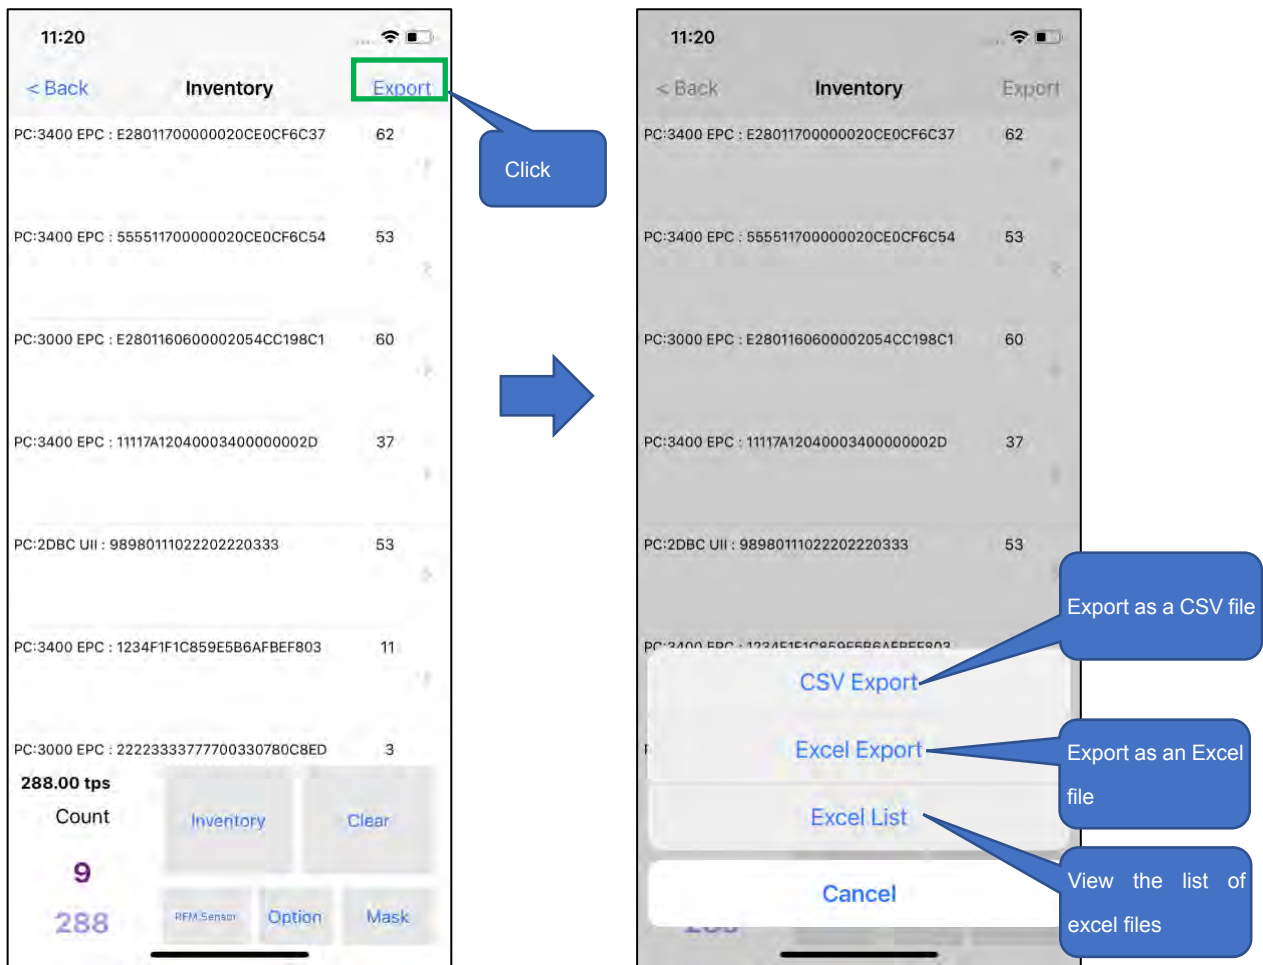 11:20
< Back Inventory Export
PC:3400 EPC : E28011700000020CE0CF6C37 62
PC:3400 EPC : 555511700000020CE0CF6C54 53
PC:3000 EPC : E2801160600002054CC198C1 60
PC:3400 EPC : 11117A12040003400000002D 37
PC:2DBC UII : 98980111022202220333 53
PC:3400 EPC : 1234F1F1C859E5B6AFBEF803 11
PC:3000 EPC : 22223333777700330780C8ED 3
288.00 tps
Count
Inventory Clear
9
288
RFM Sensor Option Mask
Click
11:20
< Back Inventory Export
PC:3400 EPC : E28011700000020CE0CF6C37 62
PC:3400 EPC : 555511700000020CE0CF6C54 53
PC:3000 EPC : E2801160600002054CC198C1 60
PC:3400 EPC : 11117A12040003400000002D 37
PC:2DBC UII : 98980111022202220333 53
PC:3400 EPC : 1234F1F1C859E5B6AFBEF803
CSV Export
Excel Export
Excel List
Cancel
Export as a CSV file
Export as an Excel
file
View the list of
excel files